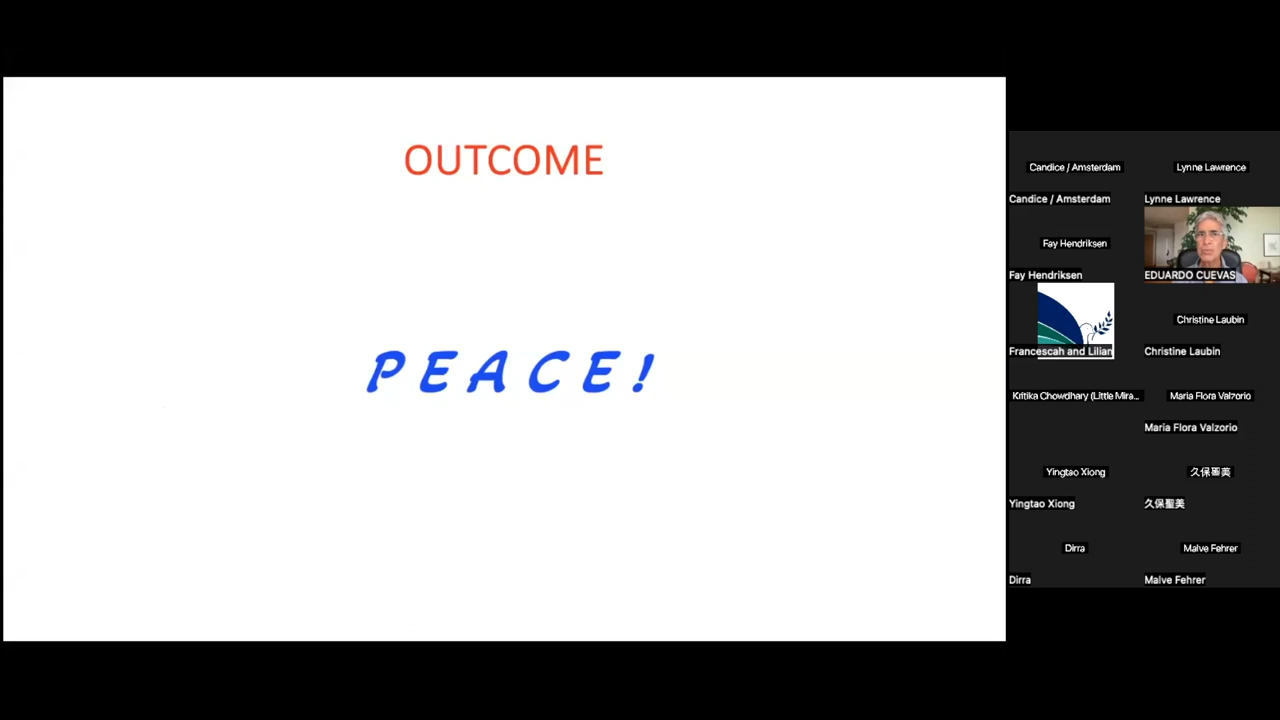 OUTCOME
P E A C E !
Candice / Amsterdam
Lynne Lawrence
Candice / Amsterdam
Lynne Lawrence
Fay Hendriksen
Fay Hendriksen
EDUARDO CUEVAS
Christine Laubin
Francescah and Lilian
Christine Laubin
Kritika Chowdhary (Little Mira...
Maria Flora Valzorio
Maria Flora Valzorio
Yingtao Xiong
久保聖美
Yingtao Xiong
久保聖美
Dirra
Malve Fehrer
Dirra
Malve Fehrer